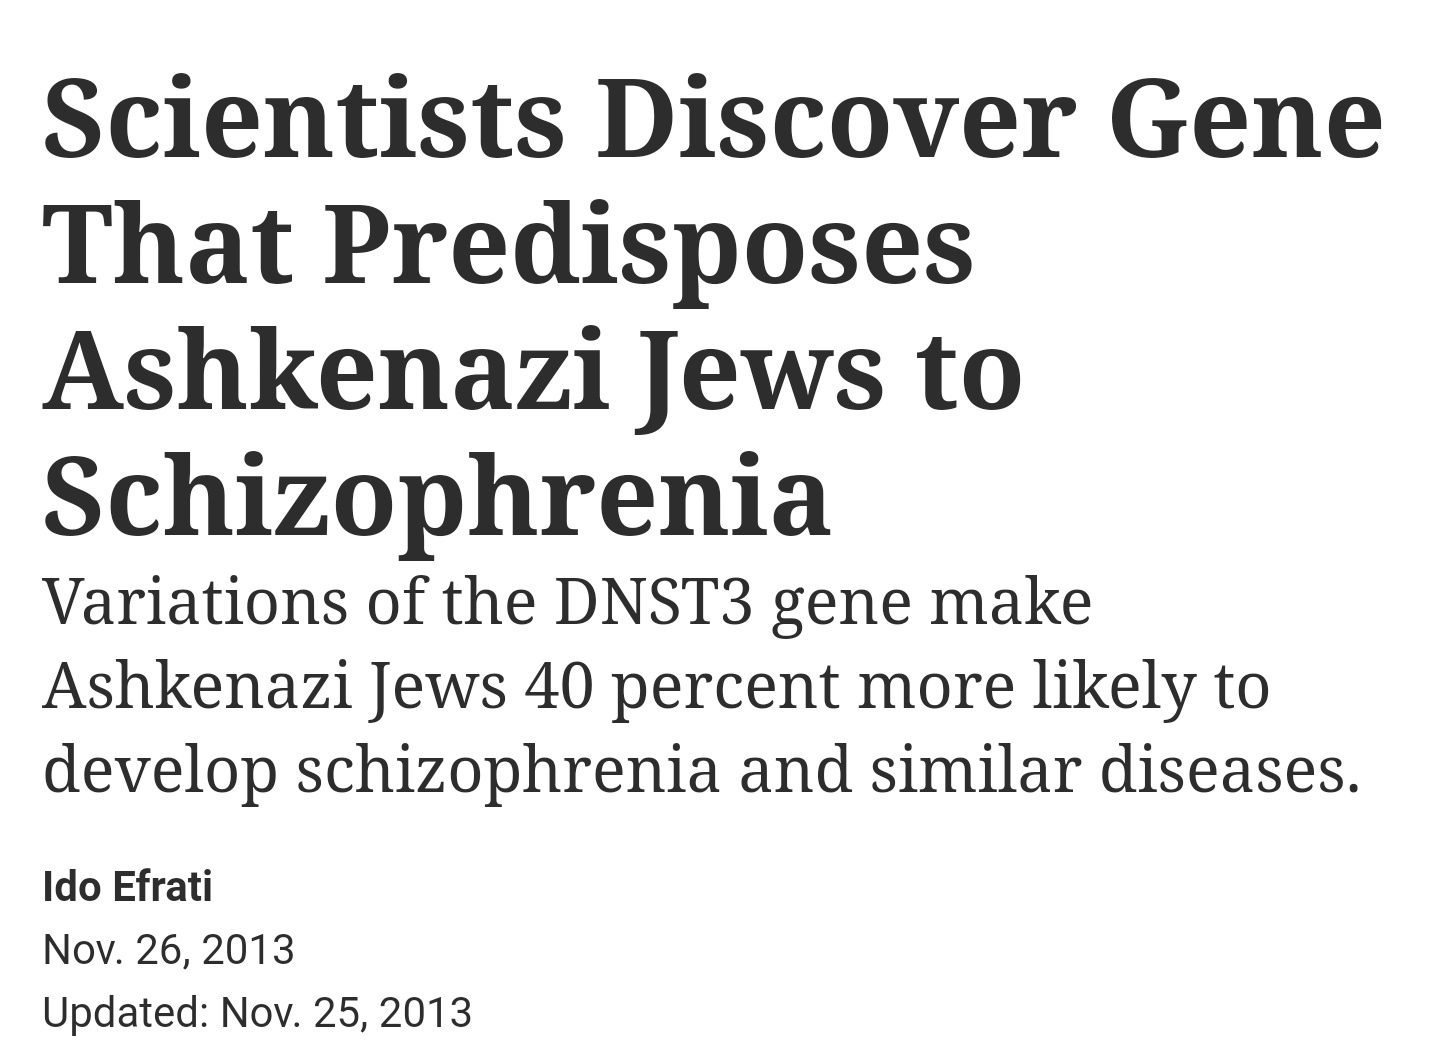 Scientists Discover Gene
That Predisposes
Ashkenazi Jews to
Schizophrenia
Variations of the DNST3 gene make
Ashkenazi Jews 40 percent more likely to
develop schizophrenia and similar diseases.
Ido Efrati
Nov. 26, 2013
Updated: Nov. 25, 2013